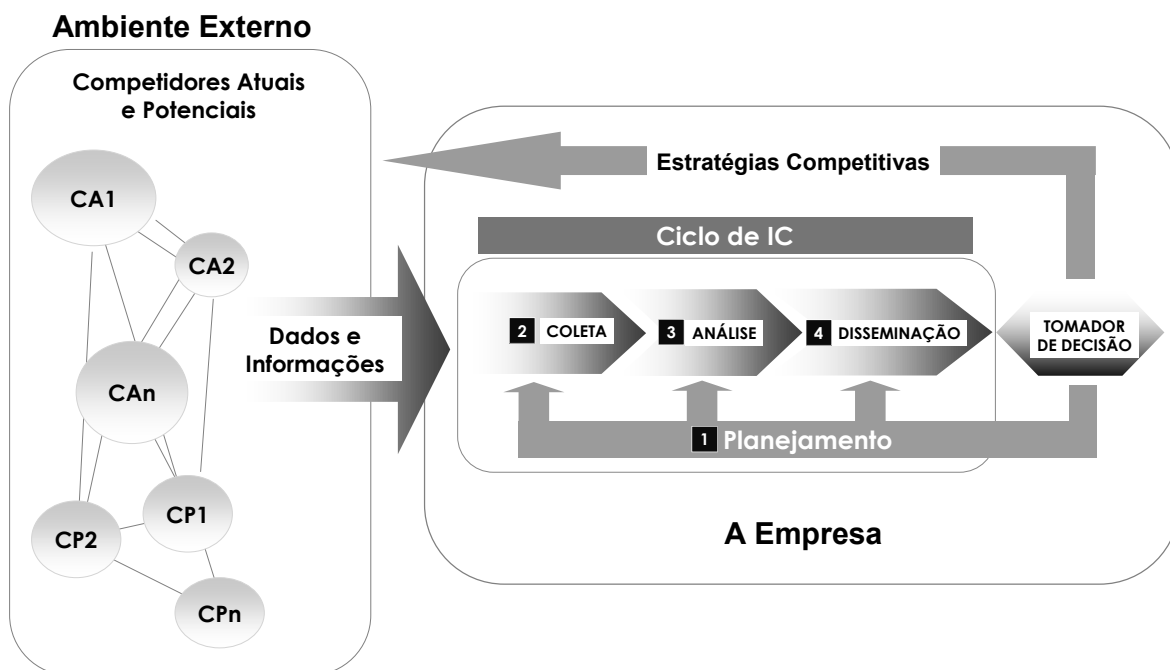 Ambiente Externo
Competidores Atuais
e Potenciais
CA1
CA2
CAn
CP1
CP2
CPn
Dados e
Informações
Estratégias Competitivas
Ciclo de IC
2 COLETA
3 ANÁLISE
4 DISSEMINAÇÃO
TOMADOR
DE DECISÃO
1 Planejamento
A Empresa